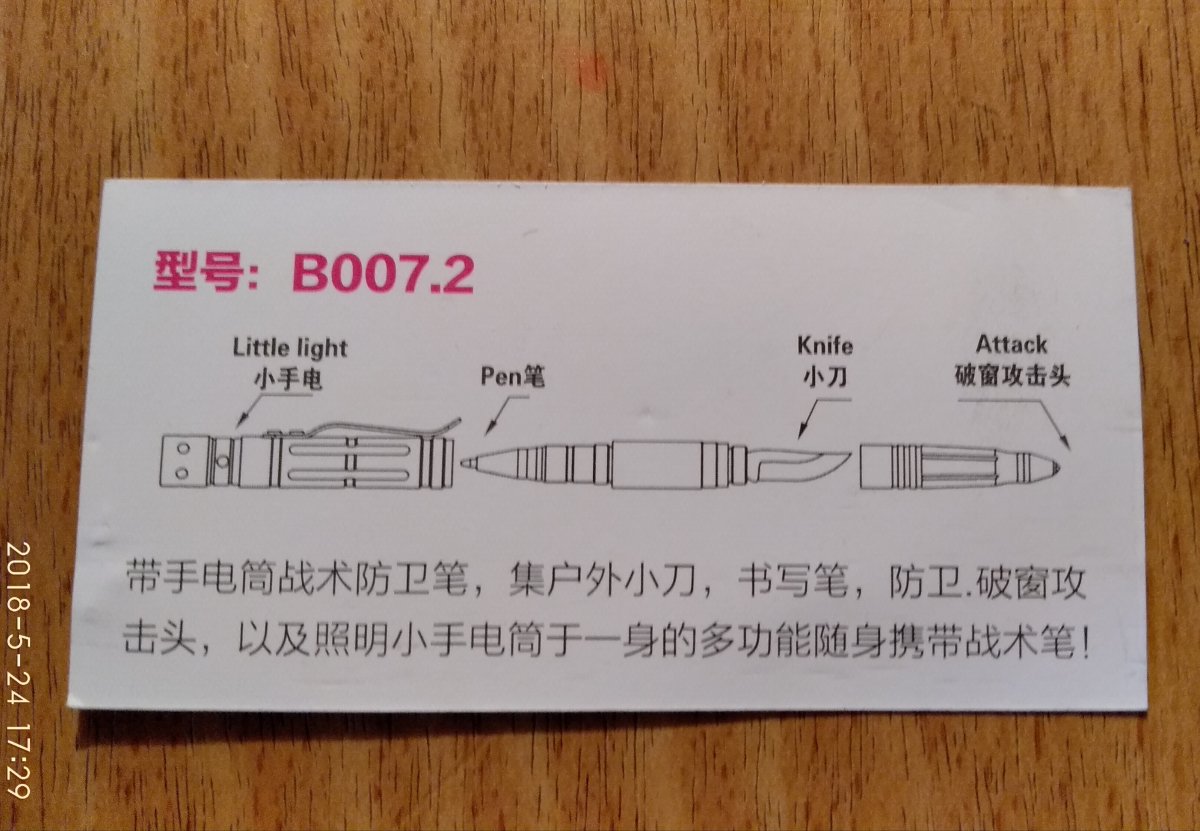 型号: B007.2
Little light
小手电
Pen笔
Knife
小刀
Attack
破窗攻击头
带手电筒战术防卫笔，集户外小刀，书写笔，防卫.破窗攻
击头，以及照明小手电筒于一身的多功能随身携带战术笔!
2018-5-24 17:29